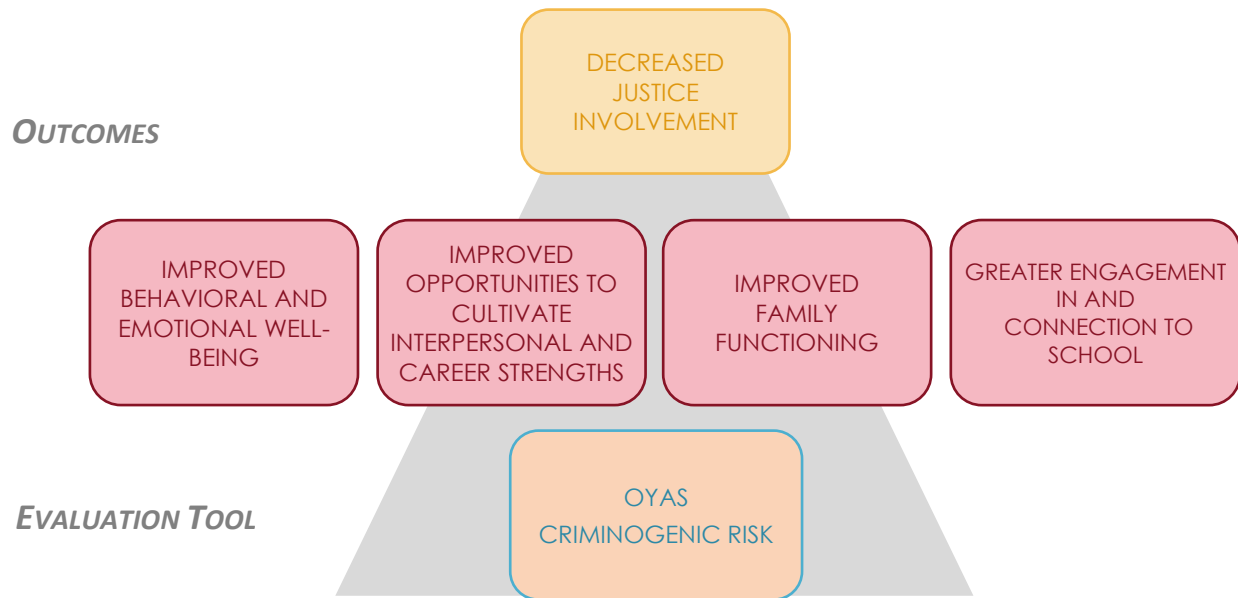 DECREASED
JUSTICE
INVOLVEMENT
OUTCOMES
IMPROVED
BEHAVIORAL AND
EMOTIONAL WELL-
BEING
IMPROVED
OPPORTUNITIES TO
CULTIVATE
INTERPERSONAL AND
CAREER STRENGTHS
IMPROVED
FAMILY
FUNCTIONING
GREATER ENGAGEMENT
IN AND
CONNECTION TO
SCHOOL
EVALUATION TOOL
OYAS
CRIMINOGENIC RISK